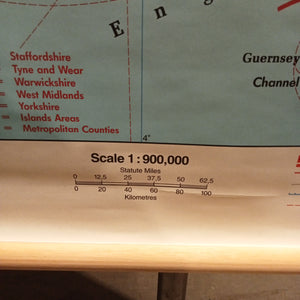 E n g
Staffordshire
Tyne and Wear
= Warwickshire
= West Midlands
= Yorkshire
= Islands Areas
= Metropolitan Counties
Guernsey
Channel
4°
Scale 1:900,000
Statute Miles
0 12.5 25 37.5 50 62.5
0 20 40 60 80 100
Kilometres